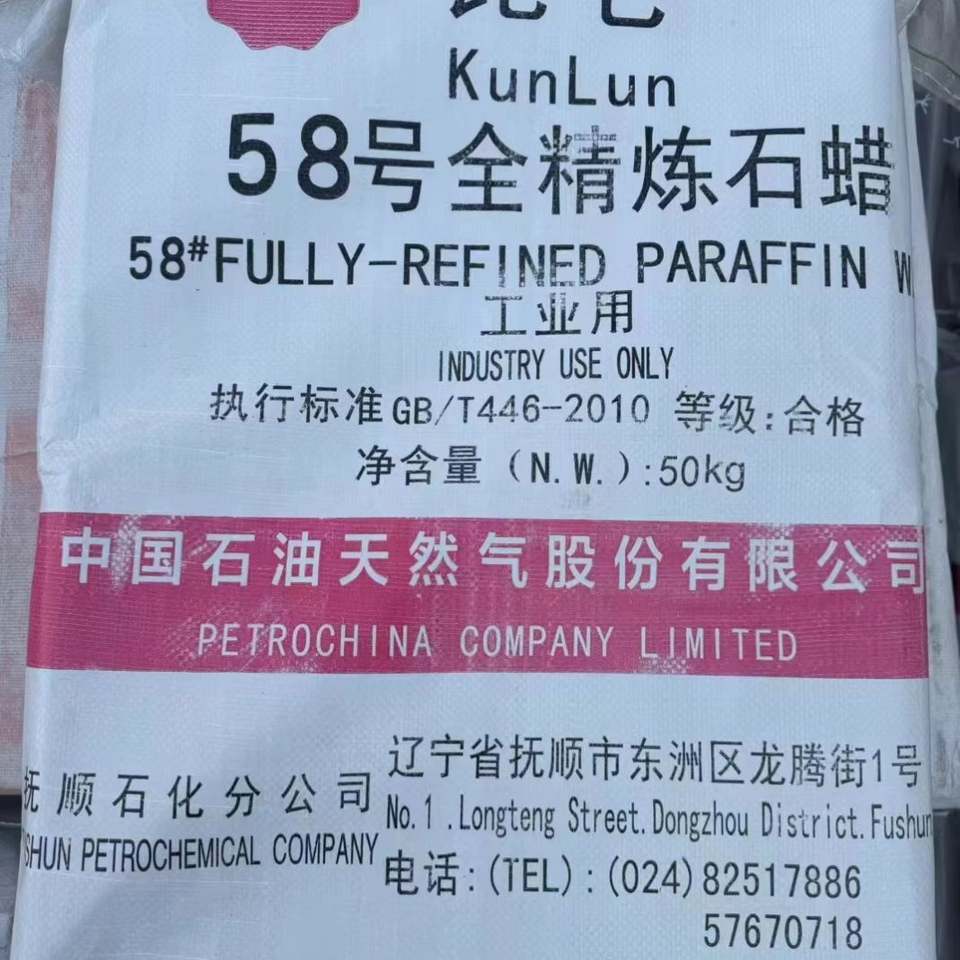 KunLun
58号全精炼石蜡
58#FULLY-REFINED PARAFFIN
工业用
INDUSTRY USE ONLY
执行标准GB/T446-2010 等级:合格
净含量(N.W.):50kg
中国石油天然气股份有限公司
PETROCHINA COMPANY LIMITED
抚顺石化分公司
PETROCHEMICAL COMPANY
辽宁省抚顺市东洲区龙腾街1号
No.1.Longteng Street.Dongzhou District.Fushun
电话:(TEL):(024)82517886
57670718